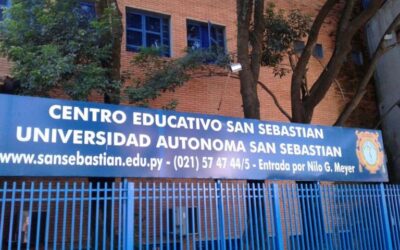 CENTRO EDUCATIVO SAN SEBASTIAN
UNIVERSIDAD AUTONOMA SAN SEBASTIAN
www.sansebastian.edu.py - (021) 57 47 44/5 - Entrada por Nilo G. Meyer